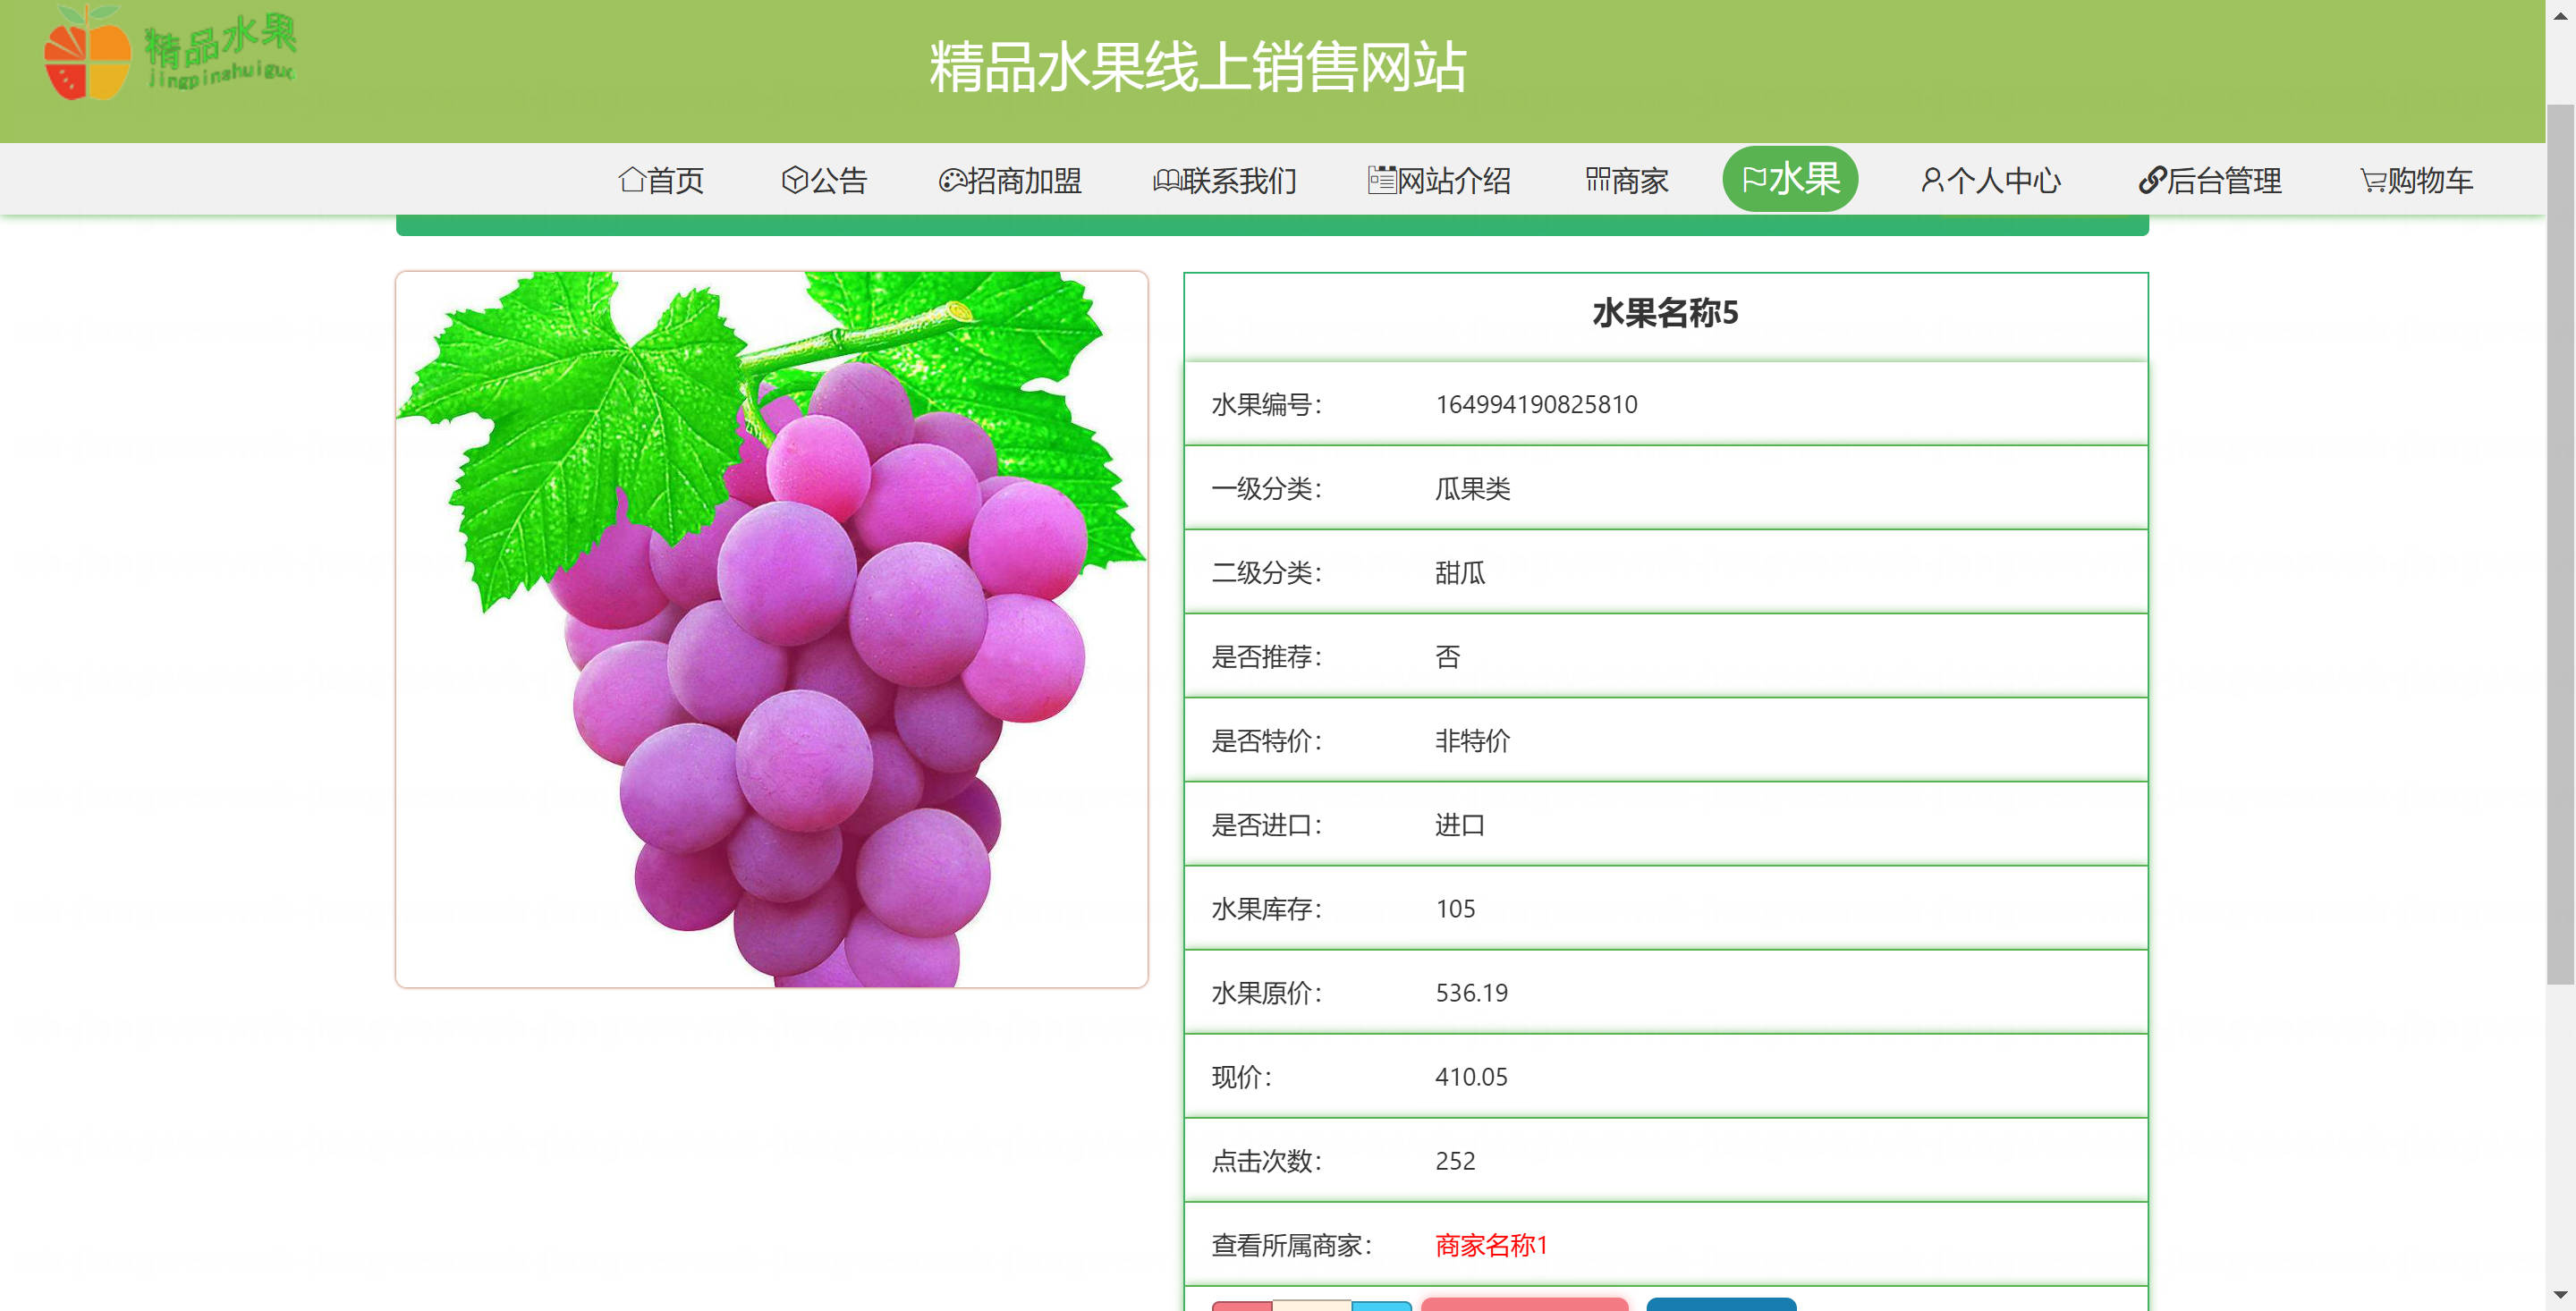 精品水果
jingpinshuiguo
精品水果线上销售网站
首页 公告 招商加盟 联系我们 网站介绍 商家 水果 个人中心 后台管理 购物车
水果名称5
水果编号： 164994190825810
一级分类： 瓜果类
二级分类： 甜瓜
是否推荐： 否
是否特价： 非特价
是否进口： 进口
水果库存： 105
水果原价： 536.19
现价： 410.05
点击次数： 252
查看所属商家： 商家名称1